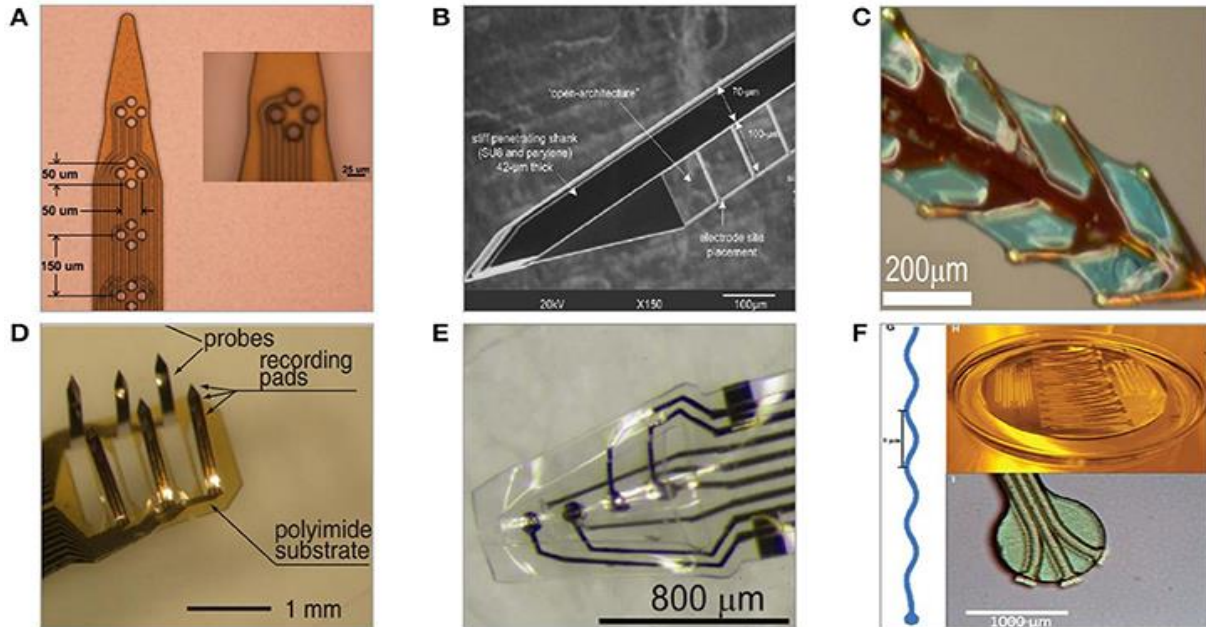 A
25 um
50 um
50 um
150 um
B
"open-architecture"
70-µm
100-µm
stiff penetrating shank
(SU8 and parylene)
42-µm thick
electrode site
placement
20kV X150 100µm
C
200µm
D
probes
recording
pads
polyimide
substrate
1 mm
E
800 µm
F
G
H
I
1000 µm